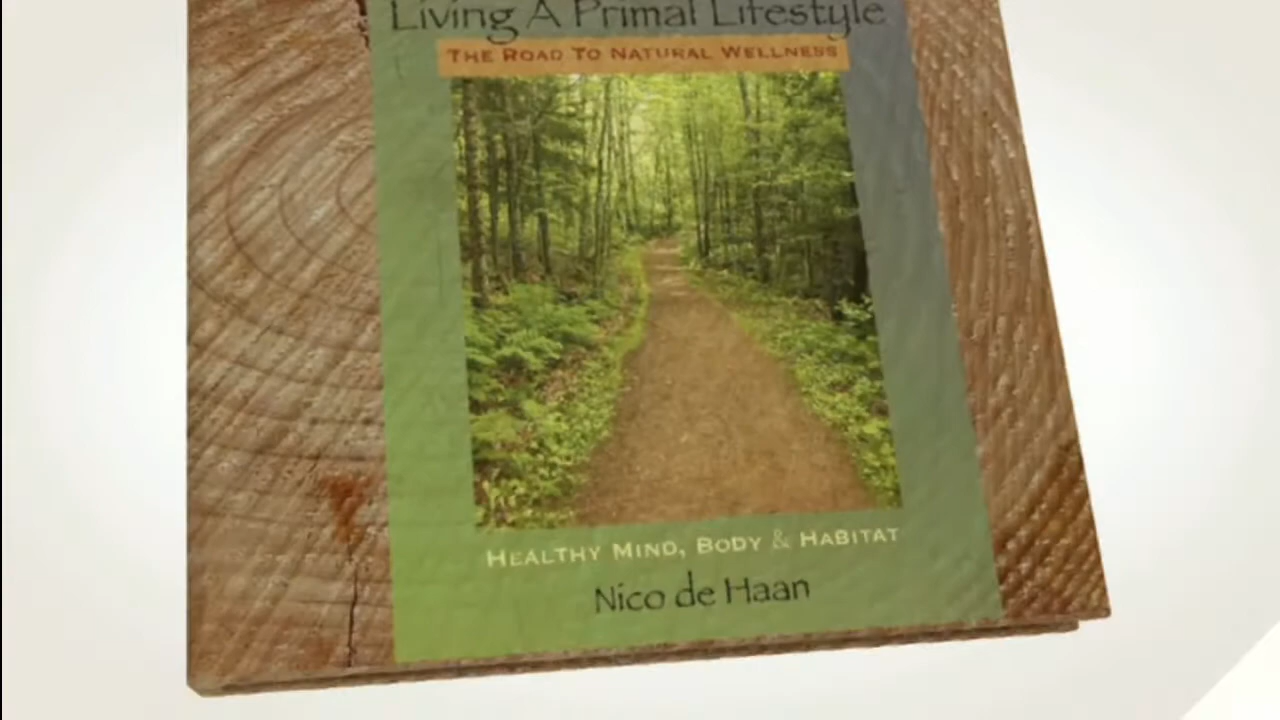 Living A Primal Lifestyle
THE ROAD TO NATURAL WELLNESS
HEALTHY MIND, BODY & HABITAT
Nico de Haan